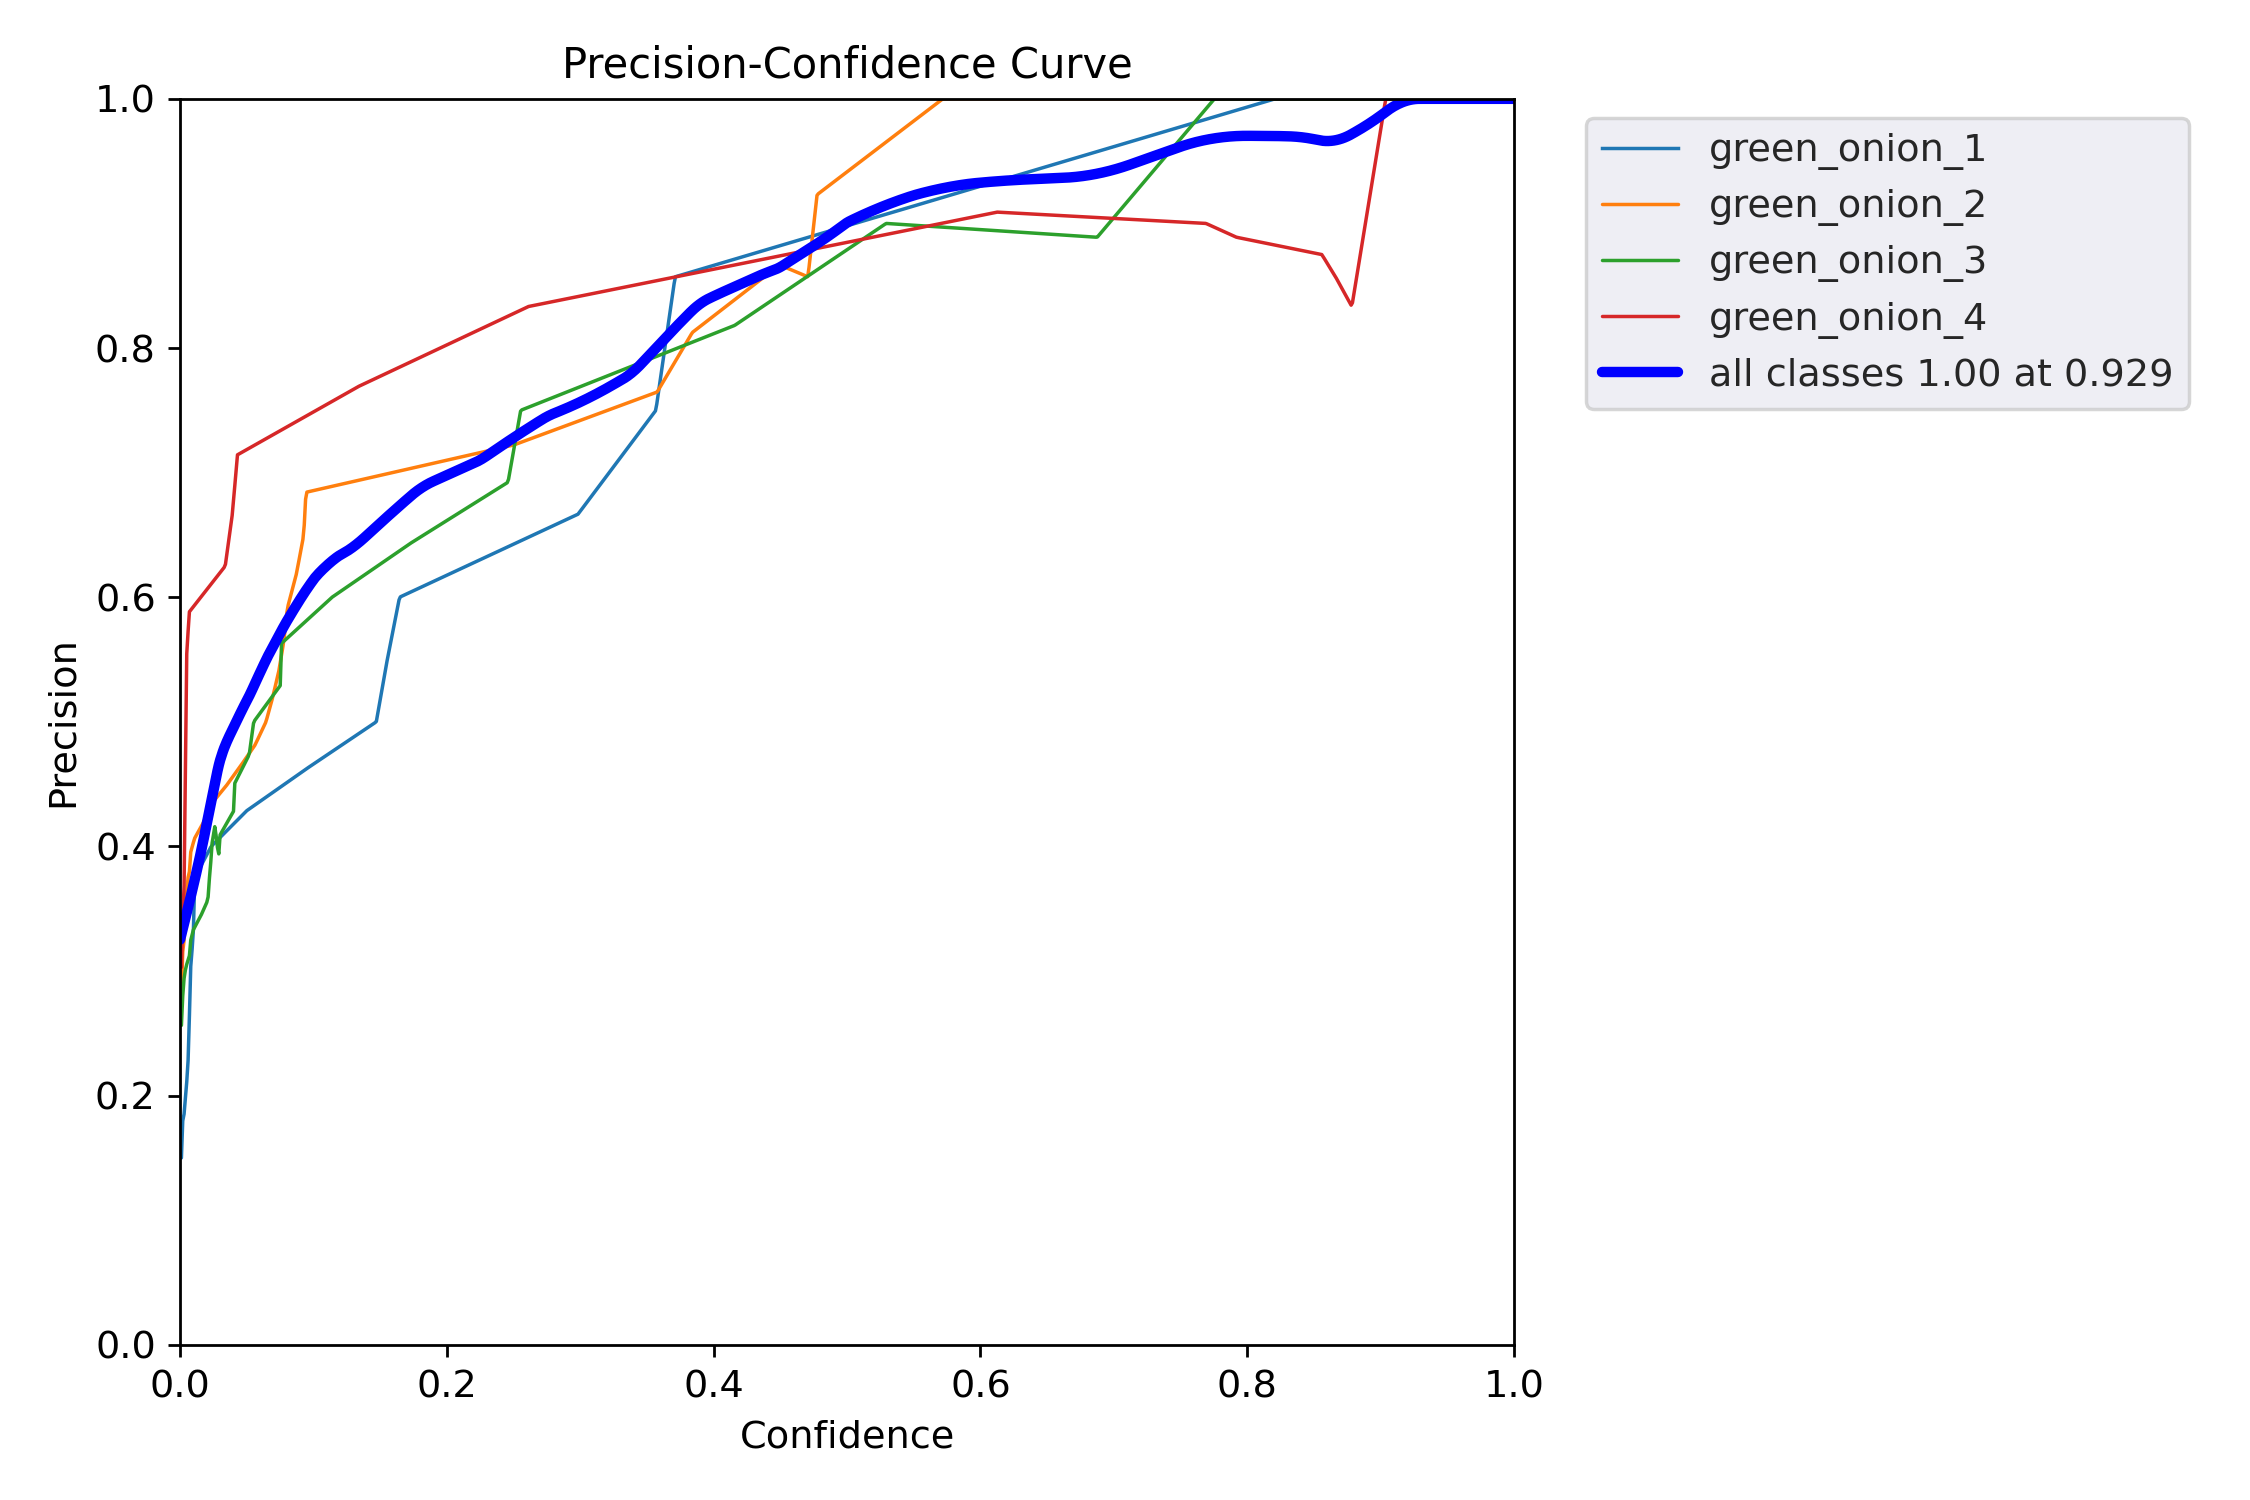 Precision-Confidence Curve
1.0
0.8
0.6
0.4
0.2
0.0
Precision
0.0 0.2 0.4 0.6 0.8 1.0
Confidence
green_onion_1
green_onion_2
green_onion_3
green_onion_4
all classes 1.00 at 0.929